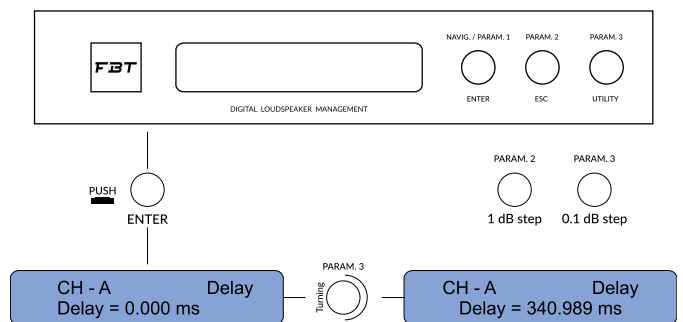 NAVIG. / PARAM. 1 PARAM. 2 PARAM. 3
FBT
ENTER ESC UTILITY
DIGITAL LOUDSPEAKER MANAGEMENT
PARAM. 2 PARAM. 3
PUSH
ENTER
1 dB step 0.1 dB step
PARAM. 3
Turning
CH - A Delay
Delay = 0.000 ms
CH - A Delay
Delay = 340.989 ms